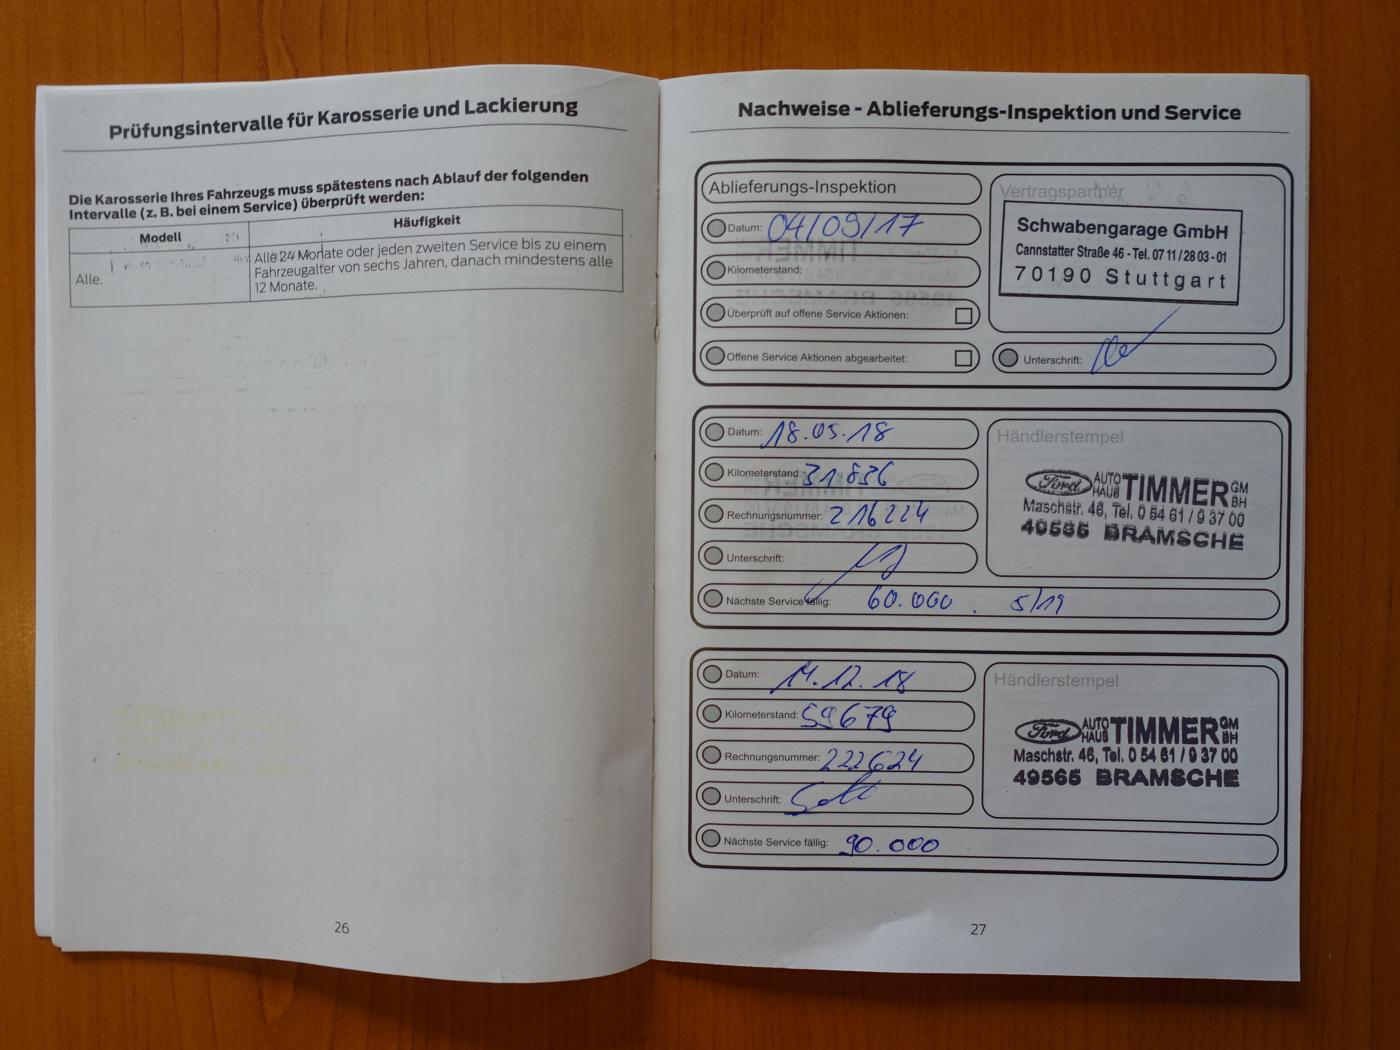 Prüfungsintervalle für Karosserie und Lackierung
Die Karosserie Ihres Fahrzeugs muss spätestens nach Ablauf der folgenden
Intervalle (z. B. bei einem Service) überprüft werden:
Modell Häufigkeit
Alle. Alle 24 Monate oder jeden zweiten Service bis zu einem
Fahrzeugalter von sechs Jahren, danach mindestens alle
12 Monate.
26
Nachweise - Ablieferungs-Inspektion und Service
Ablieferungs-Inspektion
Datum: 04/09/17
Kilometerstand:
Überprüft auf offene Service Aktionen:
Offene Service Aktionen abgearbeitet:
Vertragspartner
Schwabengarage GmbH
Cannstatter Straße 46 - Tel. 07 11 / 28 03 - 01
70190 Stuttgart
Unterschrift:
Datum: 18.05.18
Kilometerstand: 31836
Rechnungsnummer: 216224
Unterschrift:
Nächste Service fällig: 60.000 . 5/19
Händlerstempel
Ford AUTO HAUS TIMMER GM BH
Maschstr. 46, Tel. 0 54 61 / 9 37 00
49565 BRAMSCHE
Datum: 11.12.18
Kilometerstand: 59679
Rechnungsnummer: 222624
Unterschrift:
Nächste Service fällig: 90.000
Händlerstempel
Ford AUTO HAUS TIMMER GM BH
Maschstr. 46, Tel. 0 54 61 / 9 37 00
49565 BRAMSCHE
27